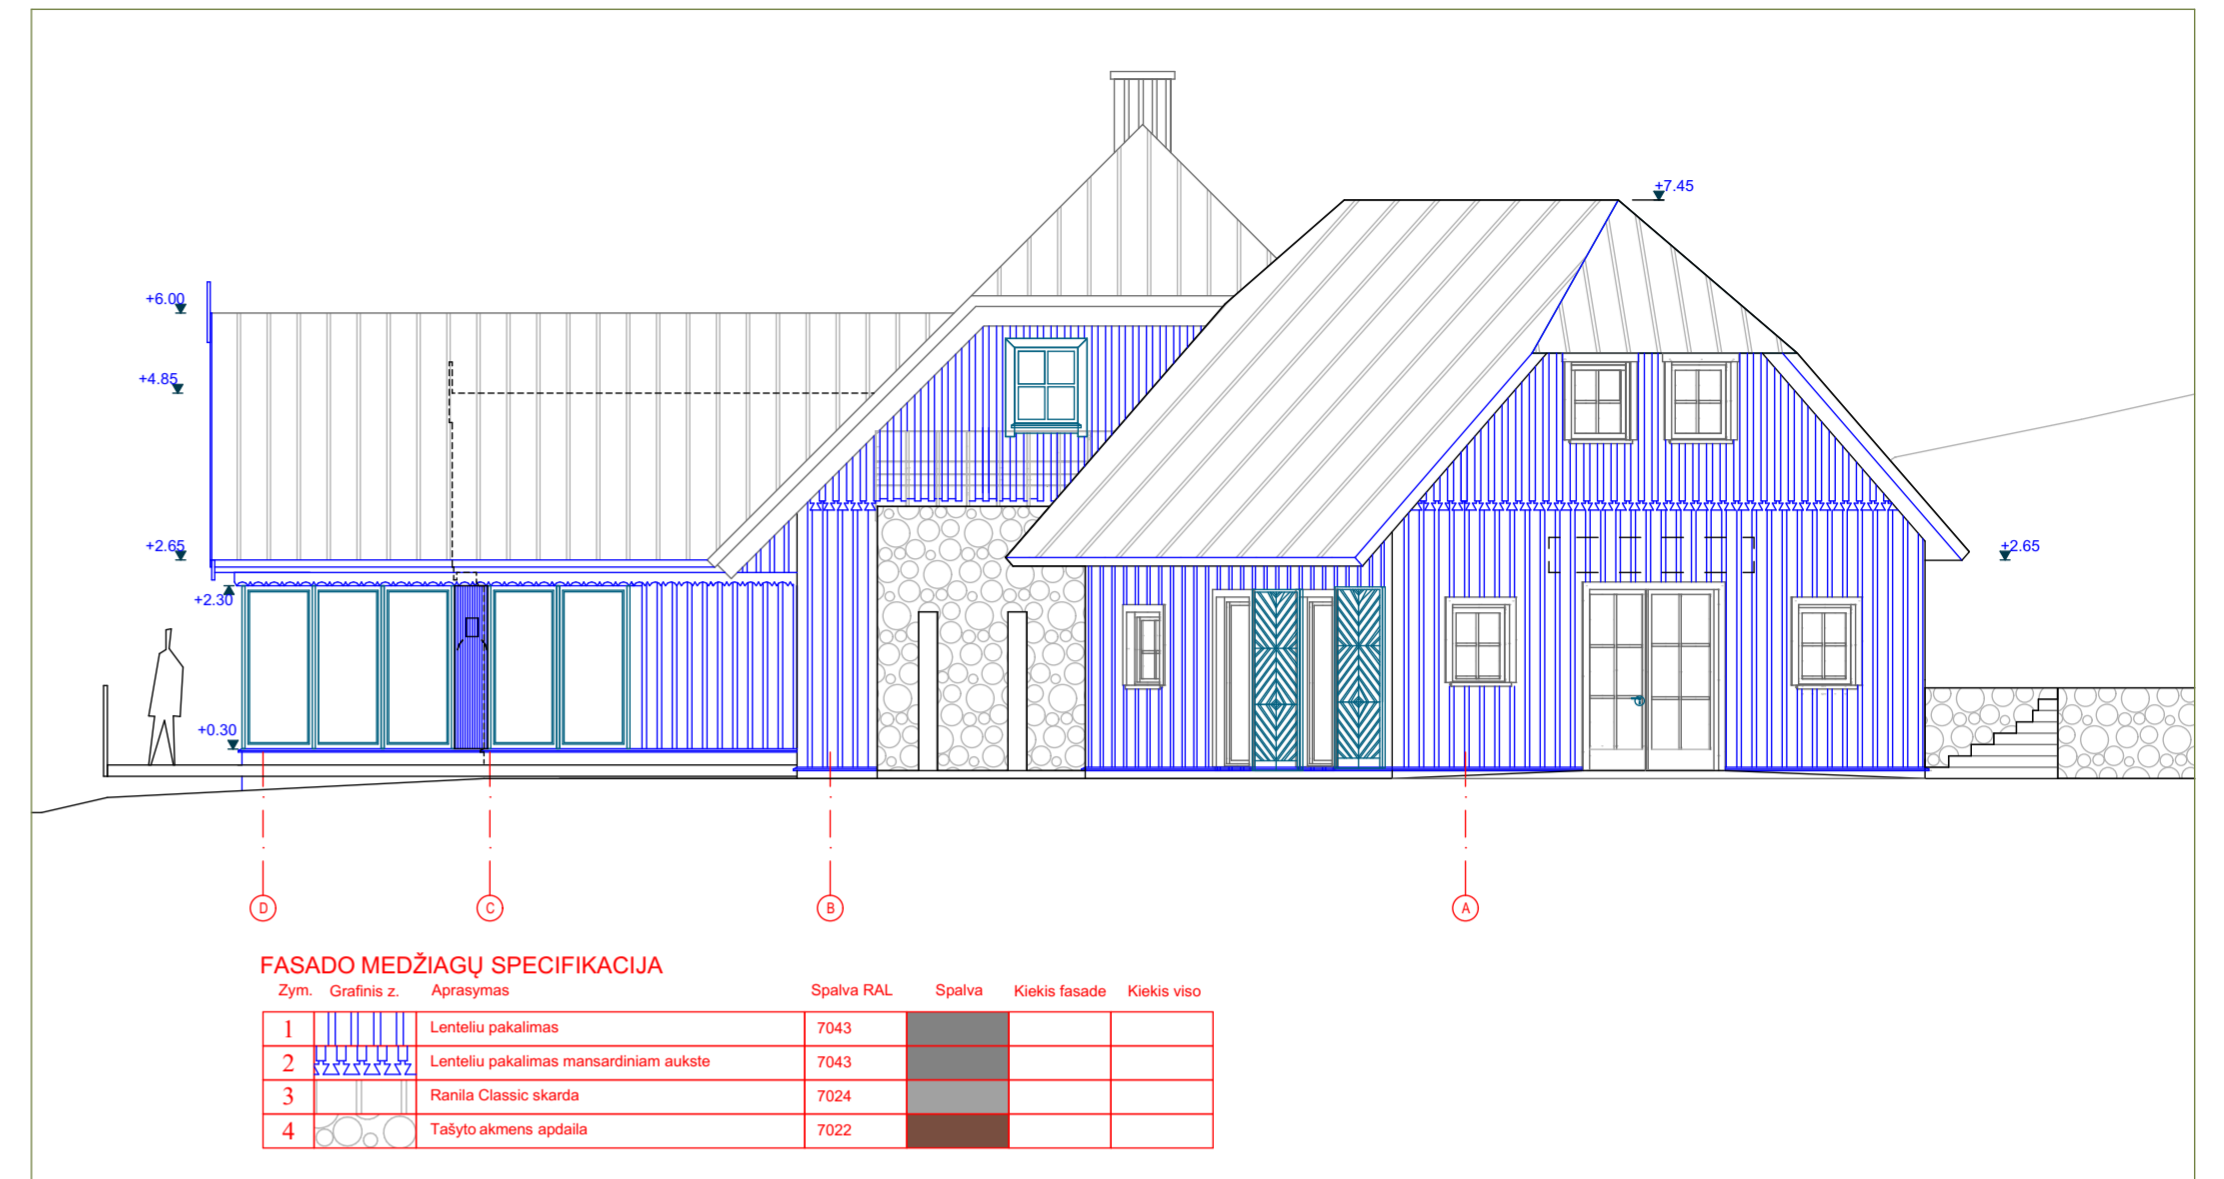 +7.45
+6.00
+4.85
+2.65
+2.65
+2.30
+0.30
D
C
B
A
FASADO MEDŽIAGŲ SPECIFIKACIJA
Zym. Grafinis z. Aprasymas Spalva RAL Spalva Kiekis fasade Kiekis viso
1 Lenteliu pakalimas 7043
2 Lenteliu pakalimas mansardiniam aukste 7043
3 Ranila Classic skarda 7024
4 Tašyto akmens apdaila 7022